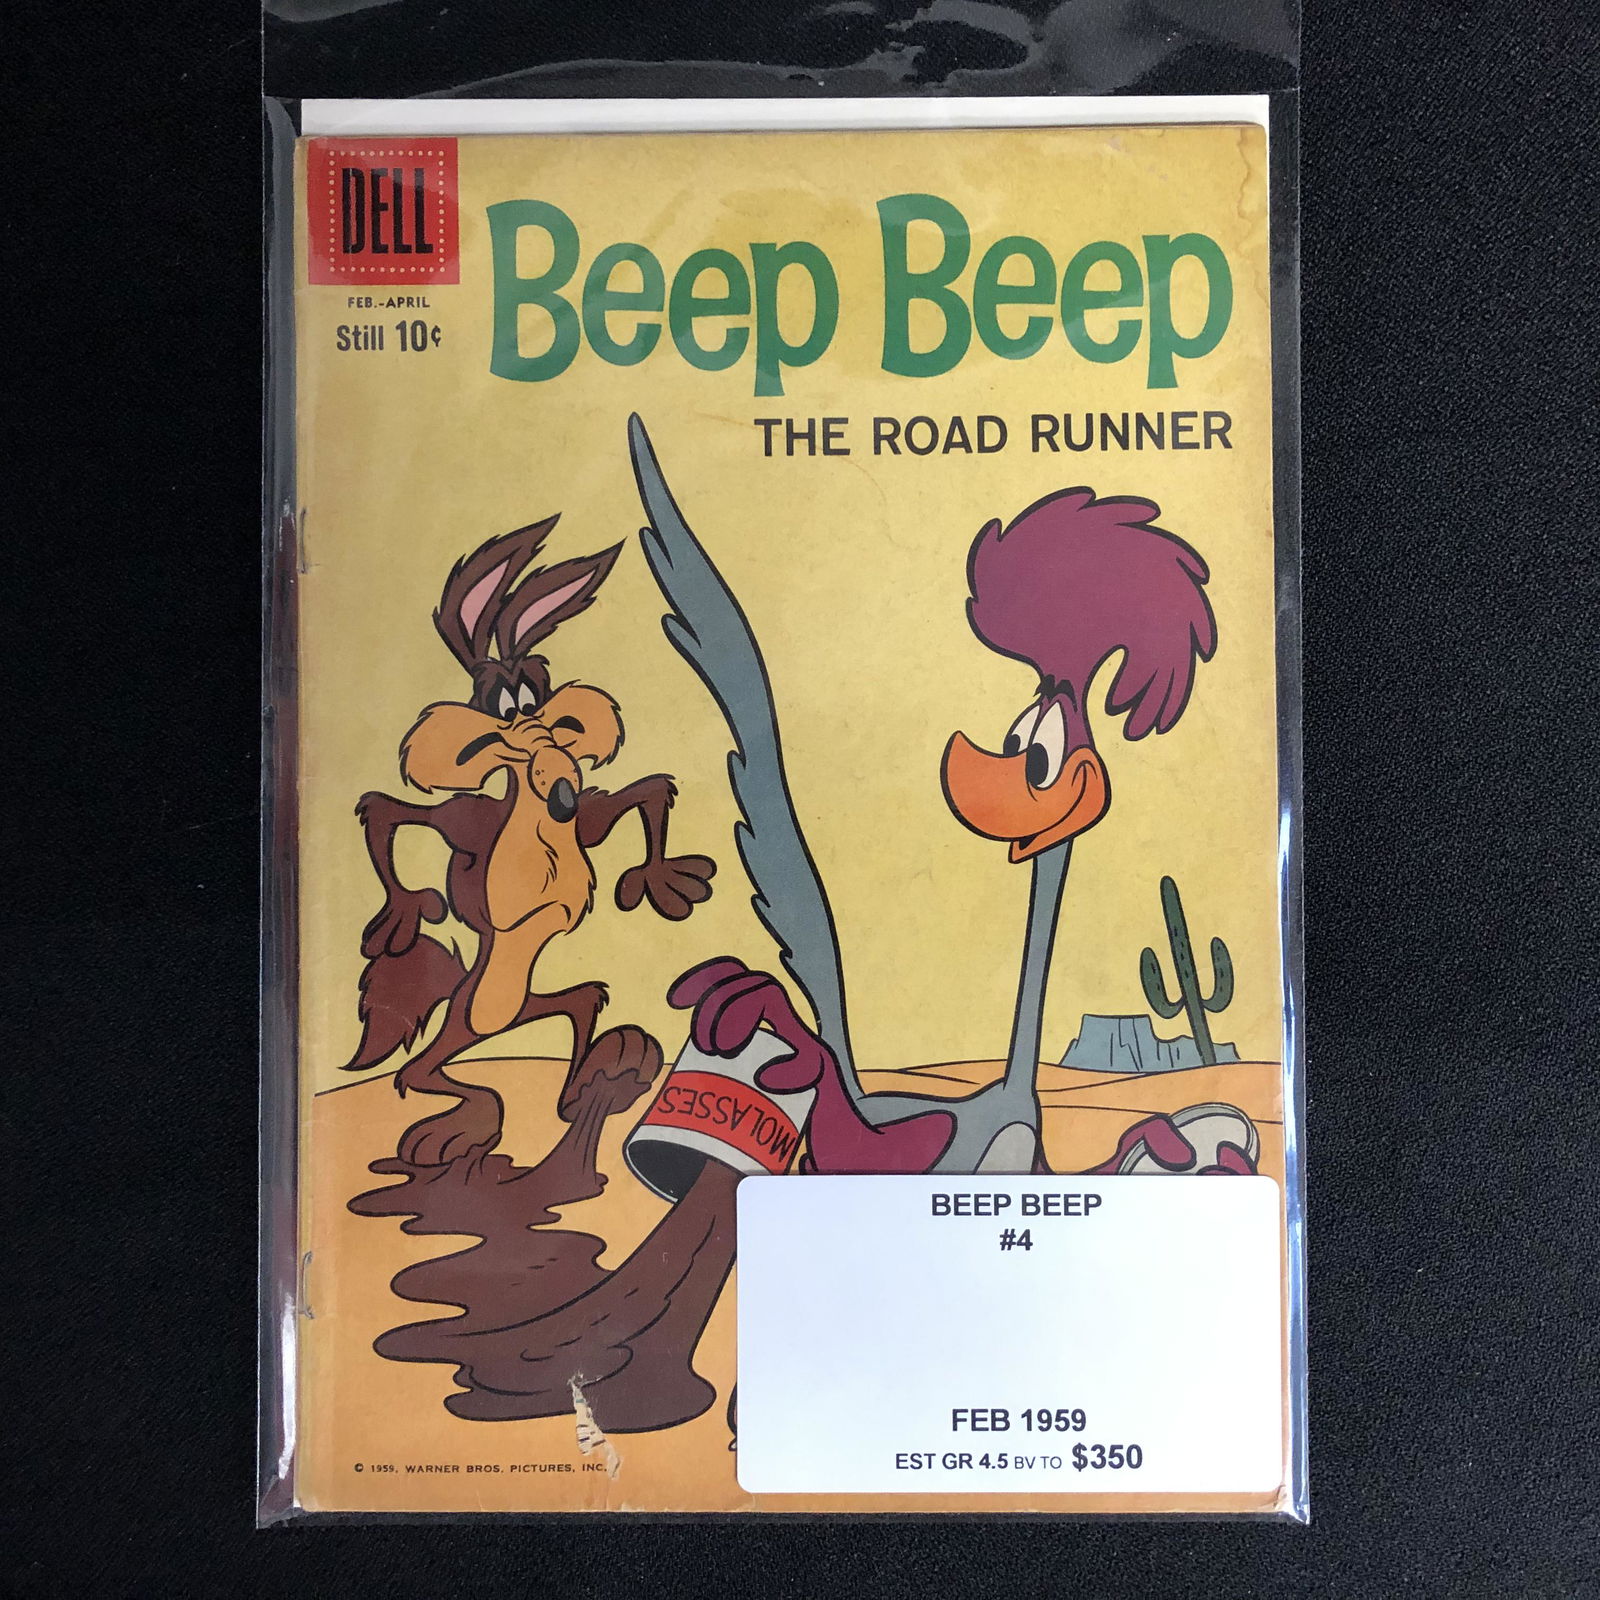 DELL
FEB.-APRIL
Still 10¢
Beep Beep
THE ROAD RUNNER
MOLASSES
BEEP BEEP
#4
FEB 1959
EST GR 4.5 BV TO $350
© 1959, WARNER BROS. PICTURES, INC.